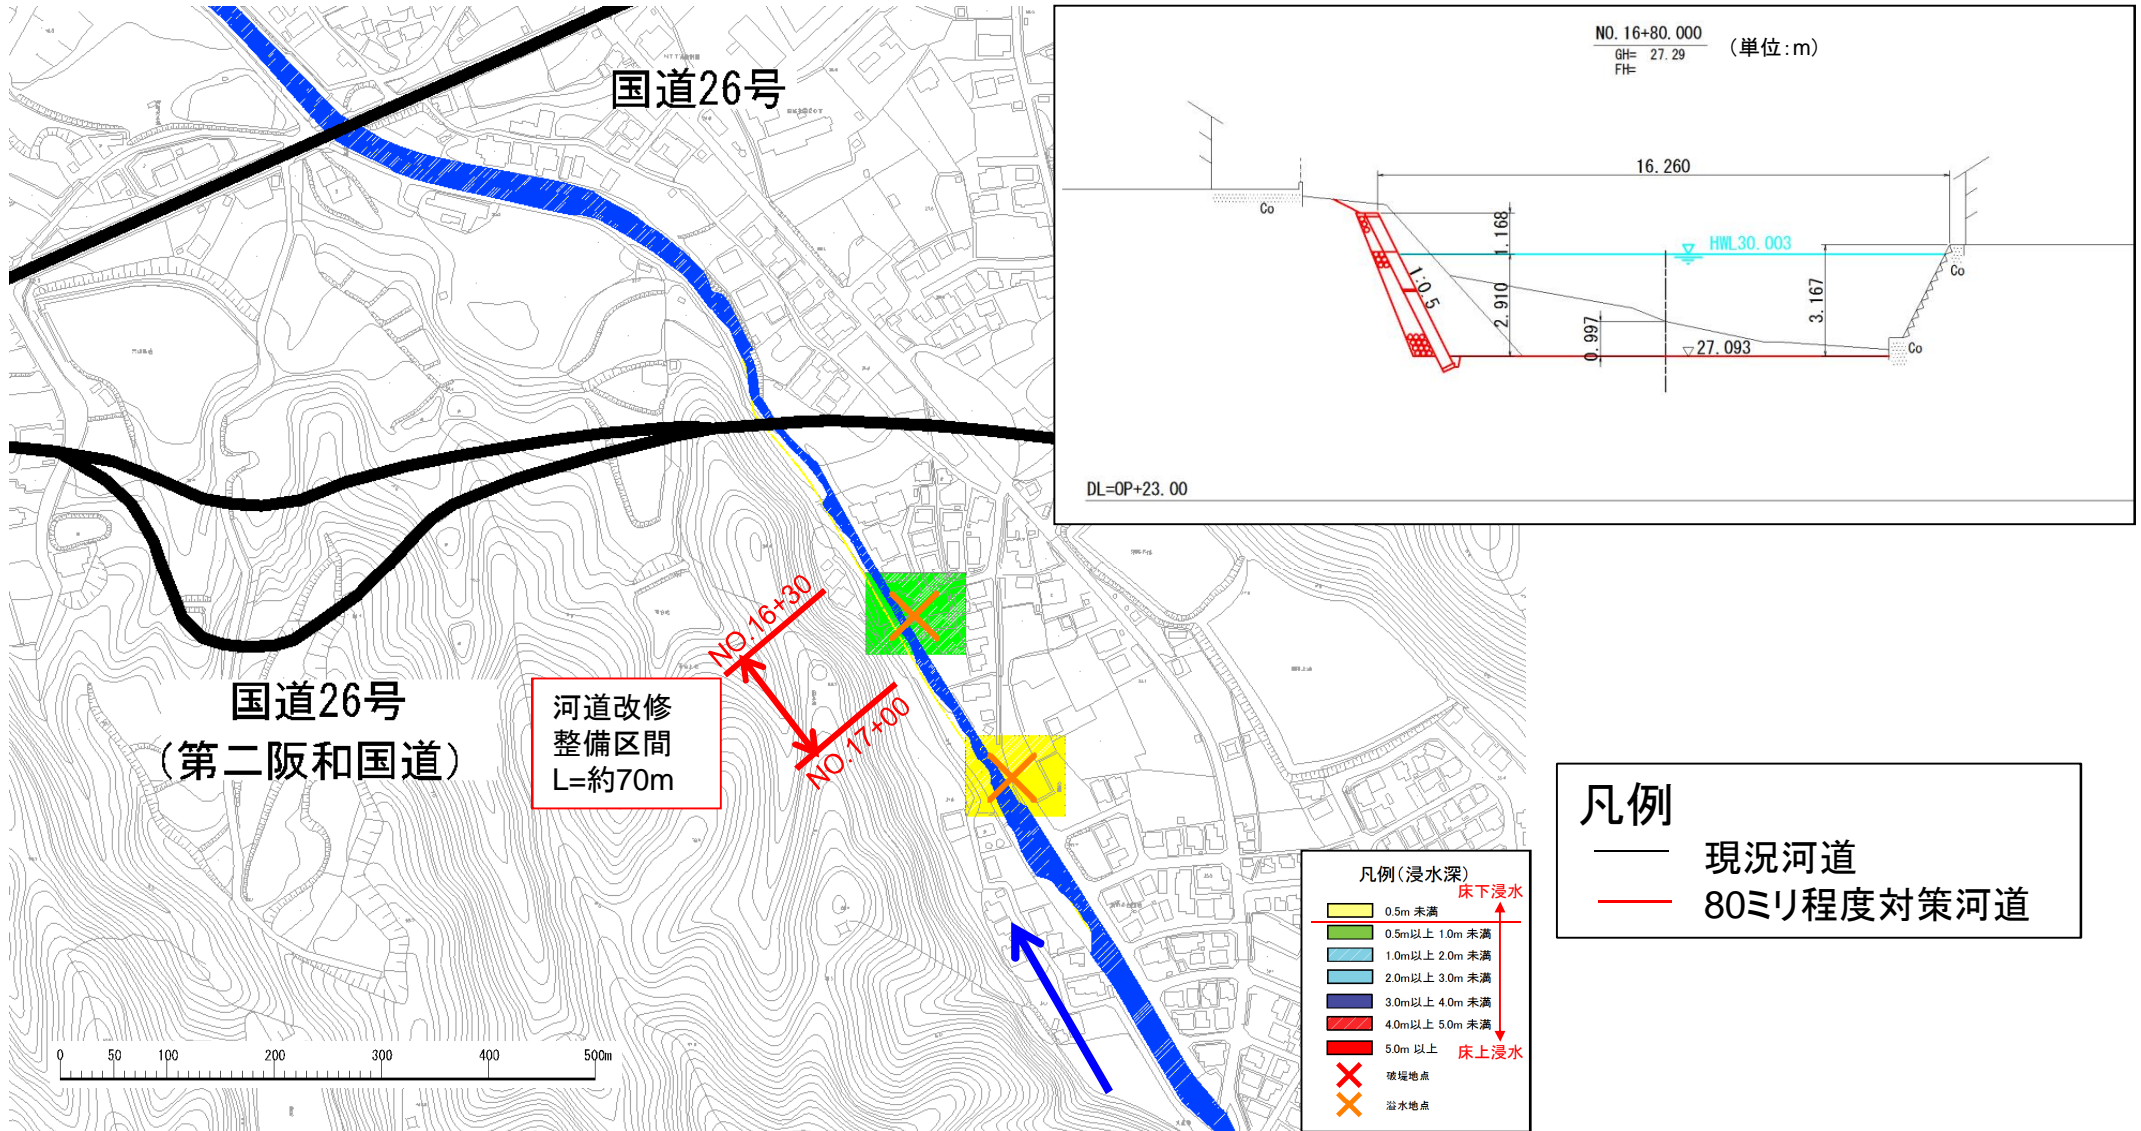 国道26号
国道26号
(第二阪和国道)
NO.16+30
NO.17+00
河道改修
整備区間
L=約70m
0 50 100 200 300 400 500m
NO.16+80.000
GH= 27.29
FH=
(単位:m)
16.260
Co
1.168
HWL30.003
1:0.5
2.910
3.167
0.997
27.093
Co
Co
DL=OP+23.00
凡例(浸水深)
床下浸水
0.5m 未満
0.5m以上 1.0m 未満
1.0m以上 2.0m 未満
2.0m以上 3.0m 未満
3.0m以上 4.0m 未満
4.0m以上 5.0m 未満
5.0m 以上
床上浸水
破堤地点
溢水地点
凡例
現況河道
80ミリ程度対策河道